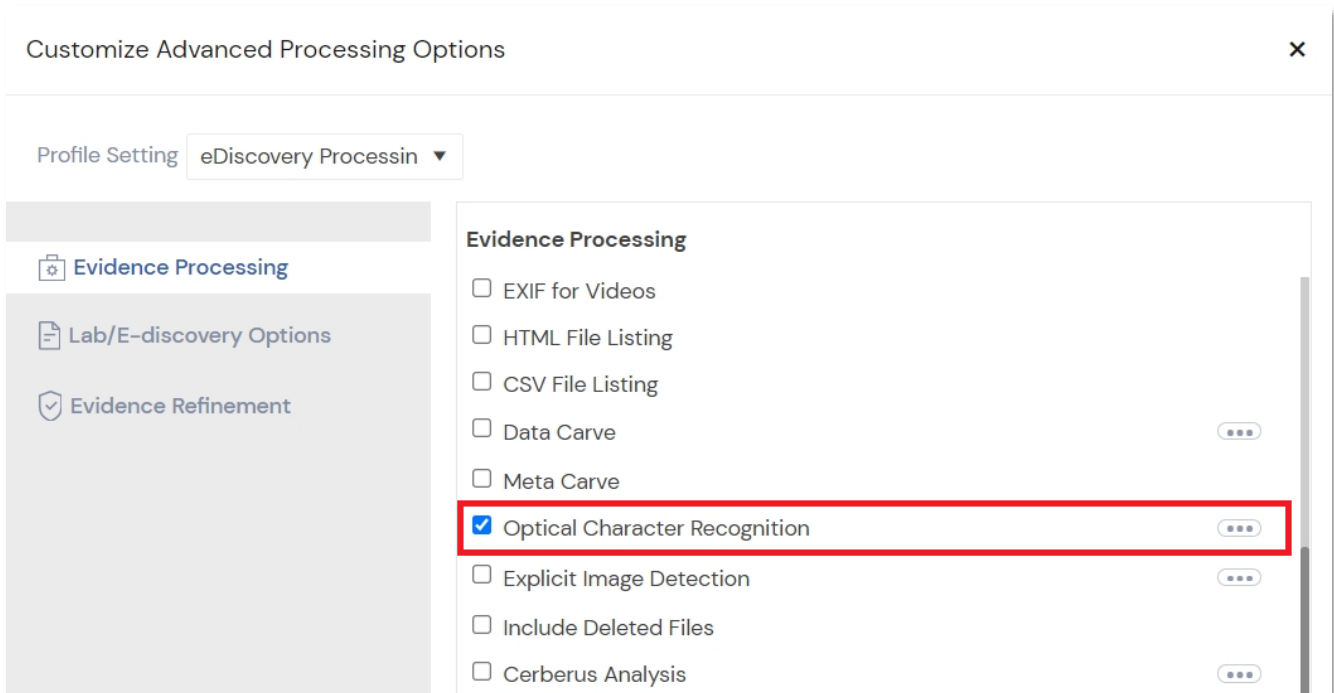 Customize Advanced Processing Options ×
Profile Setting eDiscovery Processin ▼
Evidence Processing
Lab/E-discovery Options
Evidence Refinement
Evidence Processing
EXIF for Videos
HTML File Listing
CSV File Listing
Data Carve
Meta Carve
Optical Character Recognition
Explicit Image Detection
Include Deleted Files
Cerberus Analysis